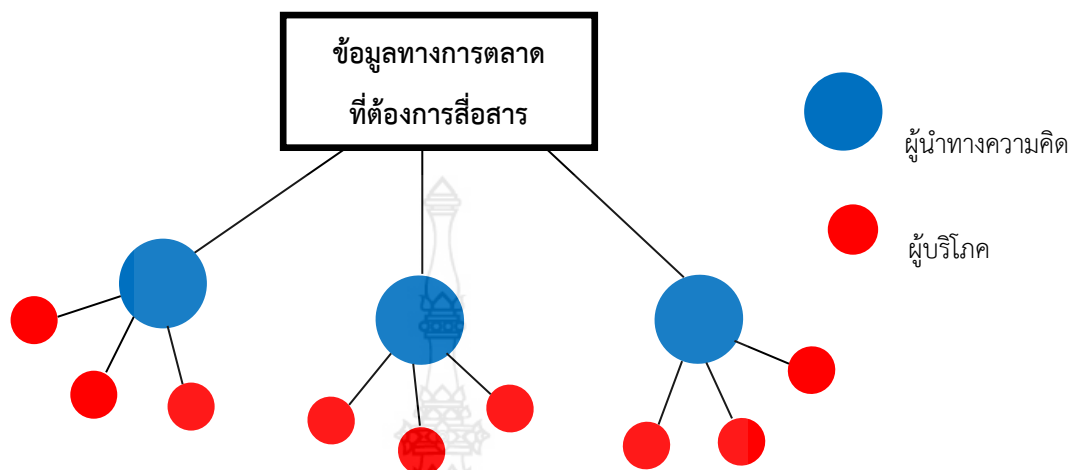 ข้อมูลทางการตลาด
ที่ต้องการสื่อสาร
ผู้นำทางความคิด
ผู้บริโภค